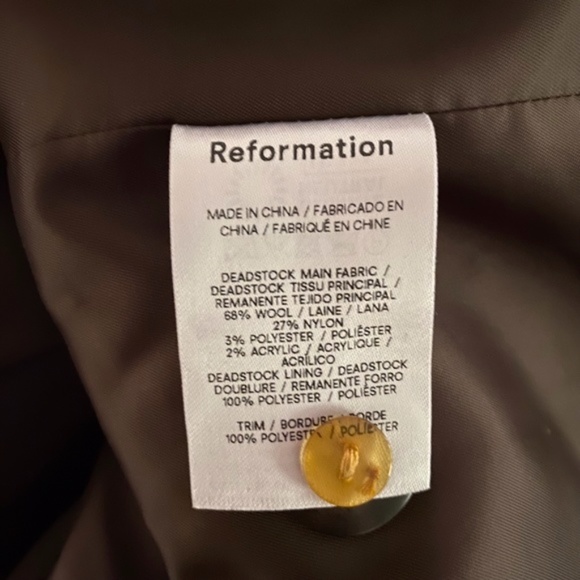 Reformation
MADE IN CHINA / FABRICADO EN
CHINA / FABRIQUÉ EN CHINE
DEADSTOCK MAIN FABRIC /
DEADSTOCK TISSU PRINCIPAL /
REMANENTE TEJIDO PRINCIPAL
68% WOOL / LAINE / LANA
27% NYLON
3% POLYESTER / POLIÉSTER
2% ACRYLIC / ACRYLIQUE /
ACRÍLICO
DEADSTOCK LINING / DEADSTOCK
DOUBLURE / REMANENTE FORRO
100% POLYESTER / POLIÉSTER
TRIM / BORDURE / BORDE
100% POLYESTER / POLIÉSTER